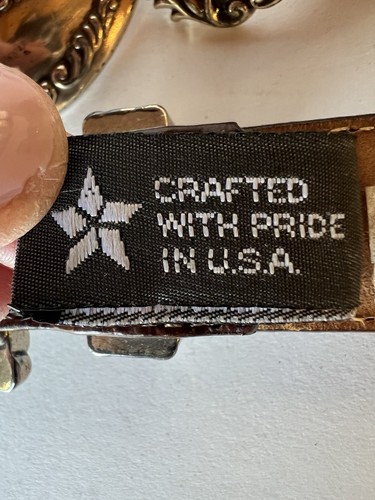 CRAFTED
WITH PRIDE
IN U.S.A.